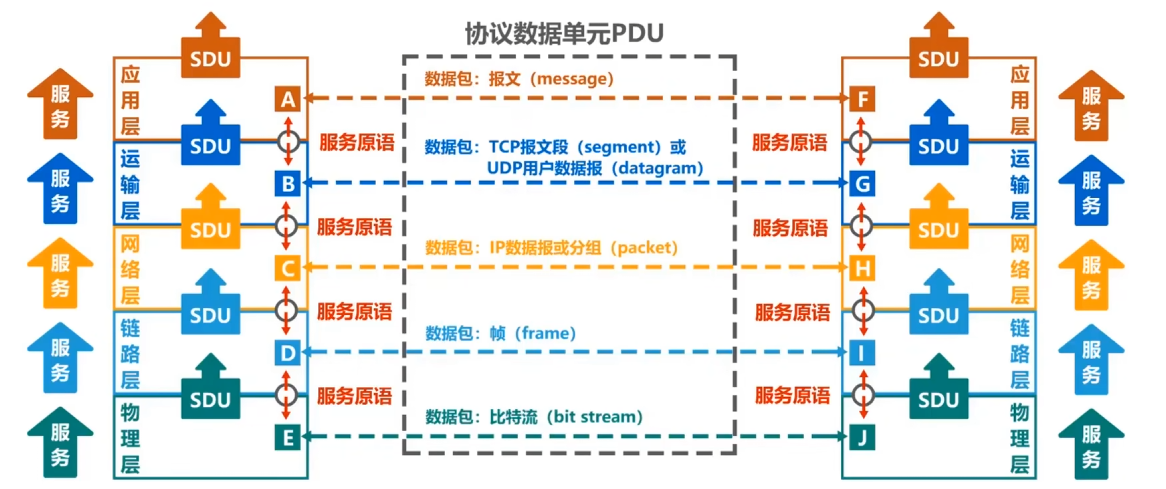 协议数据单元PDU
SDU
SDU
应用层
服务
A
数据包：报文（message）
F
应用层
服务
SDU
服务原语
数据包：TCP报文段（segment）或
UDP用户数据报（datagram）
服务原语
SDU
运输层
服务
B
G
运输层
服务
SDU
服务原语
服务原语
SDU
网络层
服务
C
数据包：IP数据报或分组（packet）
H
网络层
服务
SDU
服务原语
服务原语
SDU
链路层
服务
D
数据包：帧（frame）
I
链路层
服务
SDU
服务原语
服务原语
SDU
物理层
服务
E
数据包：比特流（bit stream）
J
物理层
服务